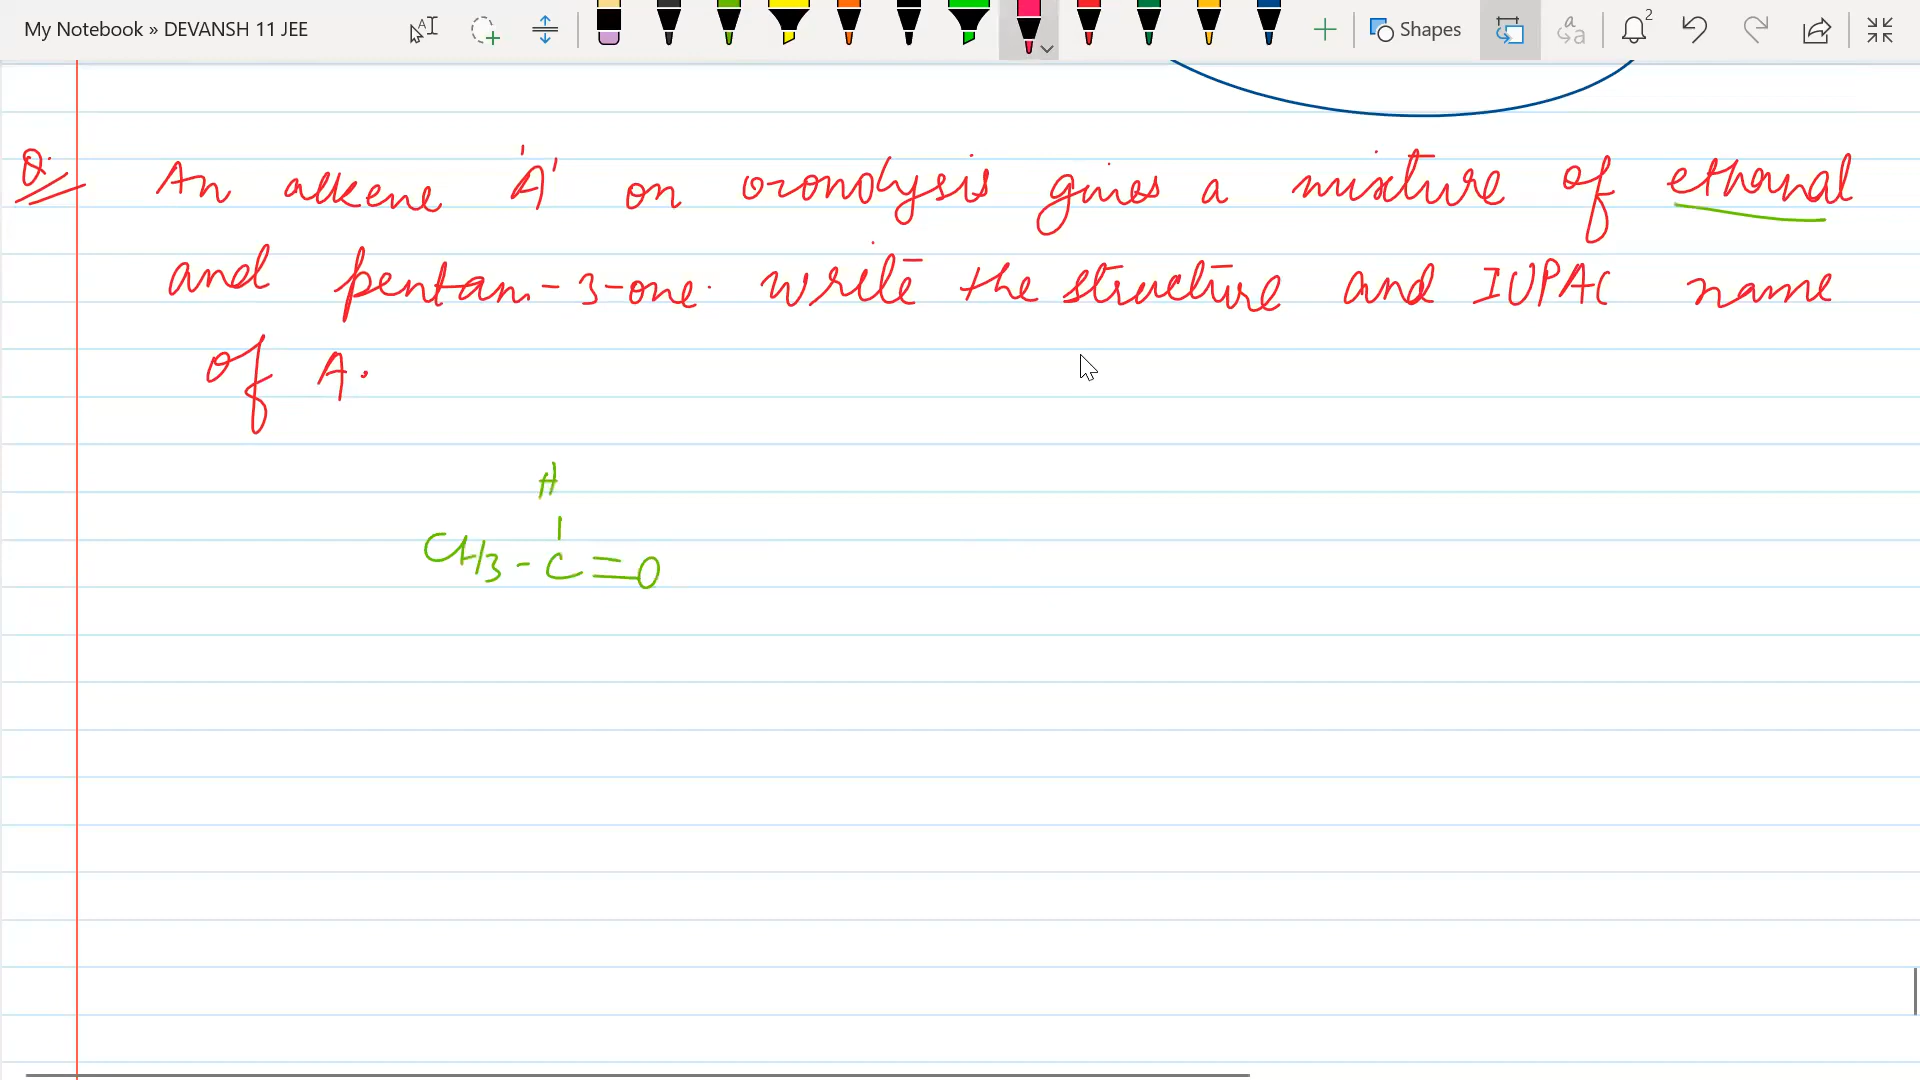 My Notebook » DEVANSH 11 JEE
Shapes
2
Q. An alkene 'A' on ozonolysis gives a mixture of ethanal
and pentan-3-one. Write the structure and IUPAC name
of A.
H
CH3-C=O